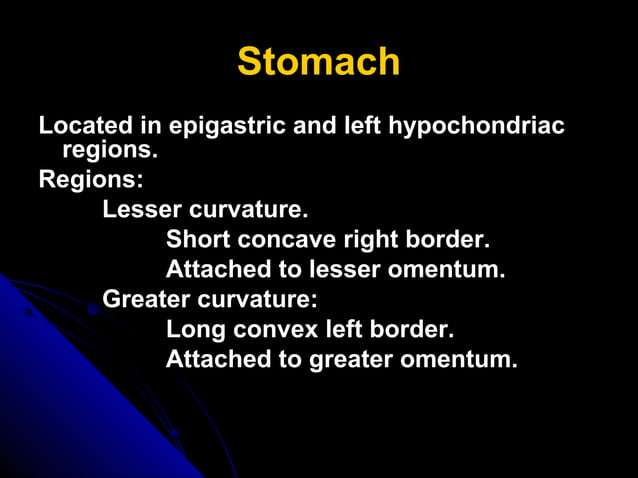 Stomach
Located in epigastric and left hypochondriac
regions.
Regions:
Lesser curvature.
Short concave right border.
Attached to lesser omentum.
Greater curvature:
Long convex left border.
Attached to greater omentum.